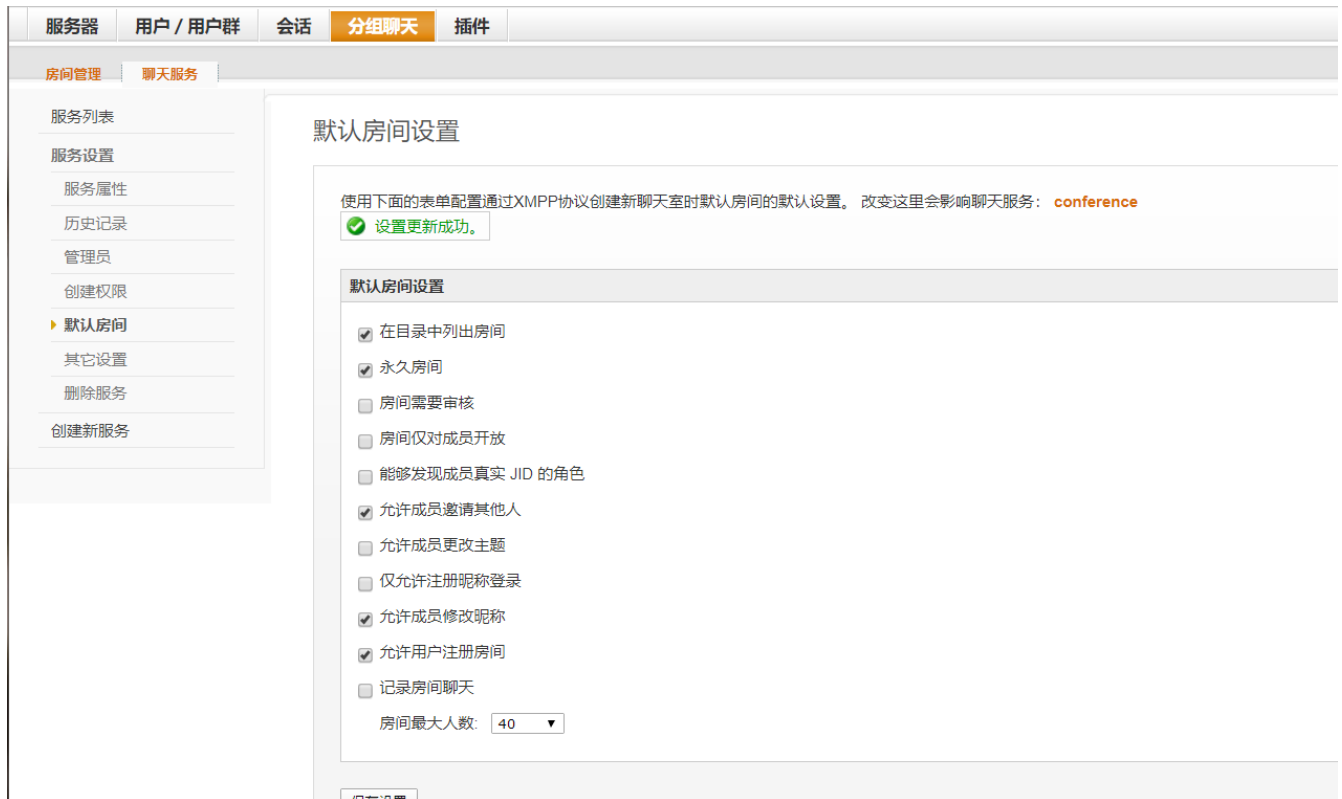 服务器 用户 / 用户群 会话 分组聊天 插件
房间管理 聊天服务
服务列表
服务设置
服务属性
历史记录
管理员
创建权限
默认房间
其它设置
删除服务
创建新服务
默认房间设置
使用下面的表单配置通过XMPP协议创建新聊天室时默认房间的默认设置。 改变这里会影响聊天服务: conference
设置更新成功。
默认房间设置
在目录中列出房间
永久房间
房间需要审核
房间仅对成员开放
能够发现成员真实 JID 的角色
允许成员邀请其他人
允许成员更改主题
仅允许注册昵称登录
允许成员修改昵称
允许用户注册房间
记录房间聊天
房间最大人数: 40
保存设置